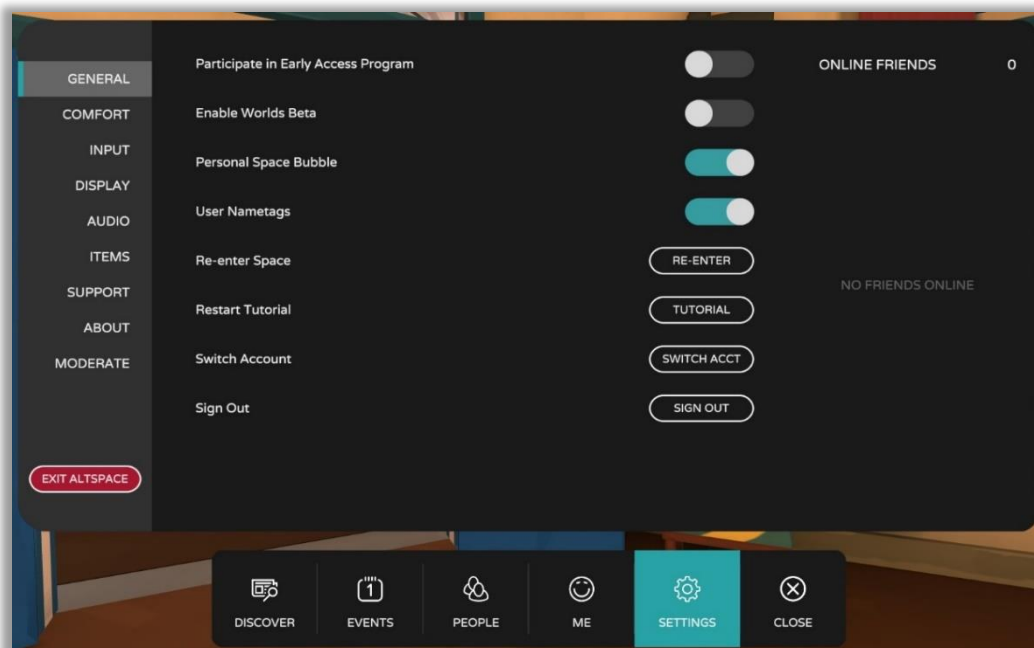 GENERAL
COMFORT
INPUT
DISPLAY
AUDIO
ITEMS
SUPPORT
ABOUT
MODERATE
EXIT ALTSPACE
Participate in Early Access Program
Enable Worlds Beta
Personal Space Bubble
User Nametags
Re-enter Space
RE-ENTER
Restart Tutorial
TUTORIAL
Switch Account
SWITCH ACCT
Sign Out
SIGN OUT
ONLINE FRIENDS 0
NO FRIENDS ONLINE
DISCOVER
1
EVENTS
PEOPLE
ME
SETTINGS
CLOSE